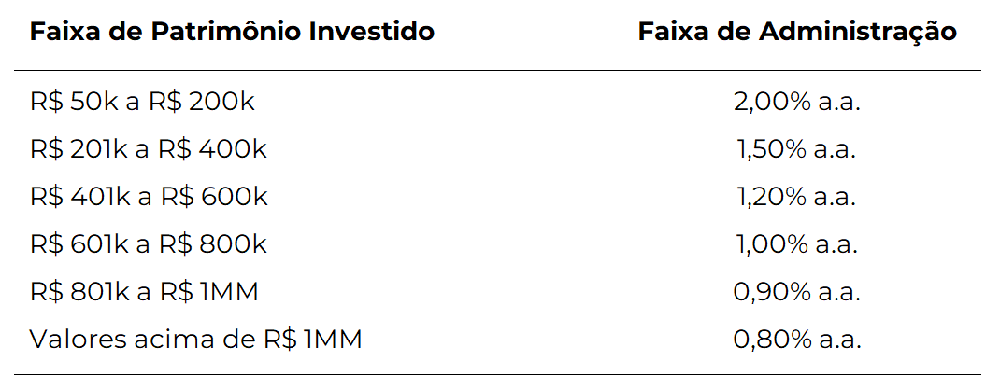 Faixa de Patrimônio Investido Faixa de Administração
R$ 50k a R$ 200k 2,00% a.a.
R$ 201k a R$ 400k 1,50% a.a.
R$ 401k a R$ 600k 1,20% a.a.
R$ 601k a R$ 800k 1,00% a.a.
R$ 801k a R$ 1MM 0,90% a.a.
Valores acima de R$ 1MM 0,80% a.a.